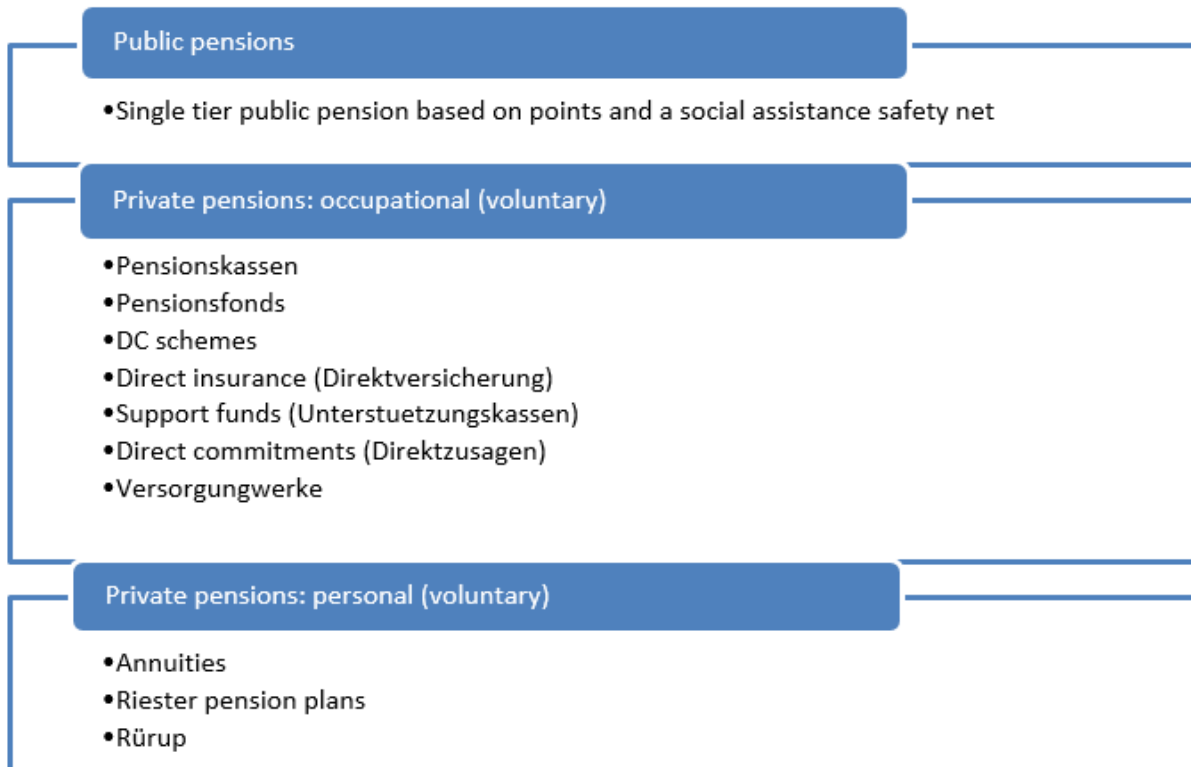 Public pensions
•Single tier public pension based on points and a social assistance safety net
Private pensions: occupational (voluntary)
•Pensionskassen
•Pensionsfonds
•DC schemes
•Direct insurance (Direktversicherung)
•Support funds (Unterstuetzungskassen)
•Direct commitments (Direktzusagen)
•Versorgungwerke
Private pensions: personal (voluntary)
•Annuities
•Riester pension plans
•Rürup